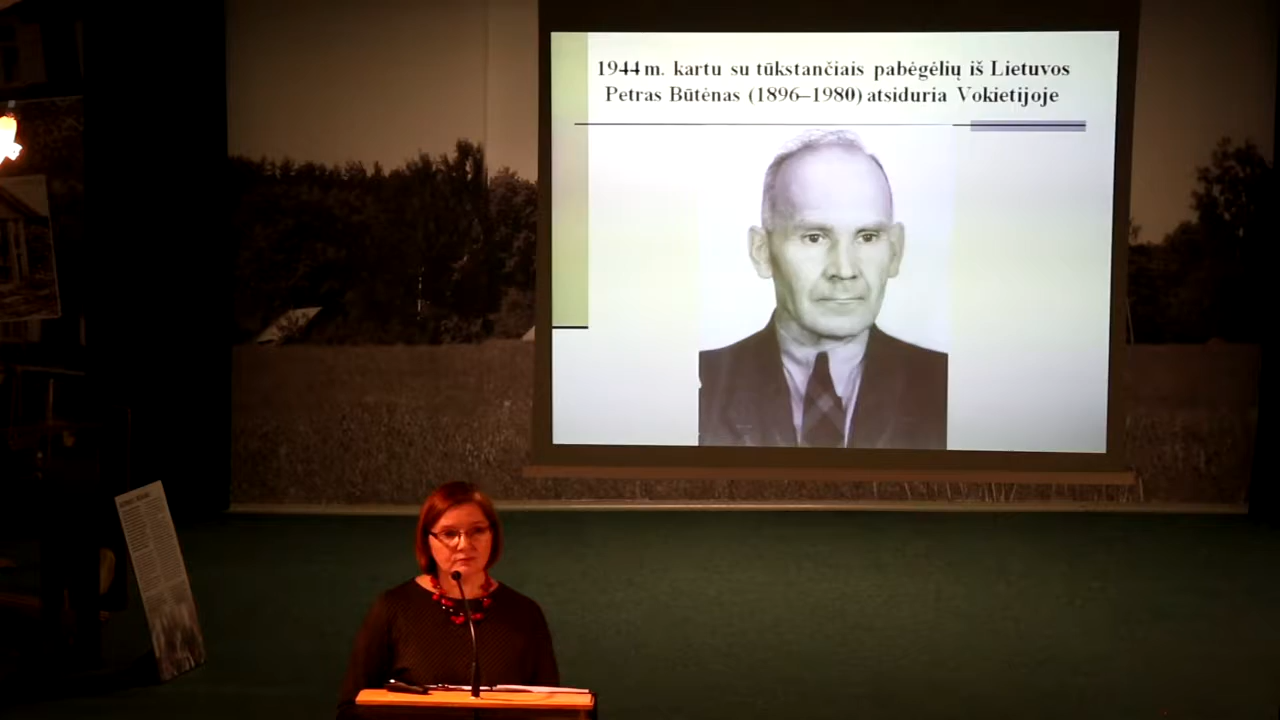 1944 m. kartu su tūkstančiais pabėgėlių iš Lietuvos
Petras Būtėnas (1896–1980) atsiduria Vokietijoje